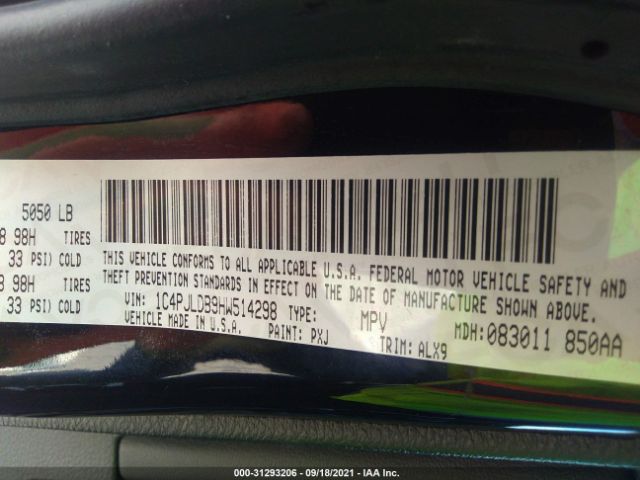 5050 LB
8 98H TIRES
33 PSI) COLD
8 98H TIRES
33 PSI) COLD
THIS VEHICLE CONFORMS TO ALL APPLICABLE U.S.A. FEDERAL MOTOR VEHICLE SAFETY AND
THEFT PREVENTION STANDARDS IN EFFECT ON THE DATE OF MANUFACTURE SHOWN ABOVE.
VIN: 1C4PJLDB9HW514298 TYPE: MPV MDH:083011 850AA
VEHICLE MADE IN U.S.A. PAINT: PXJ TRIM: ALX9
000-31293206 - 09/18/2021 - IAA Inc.